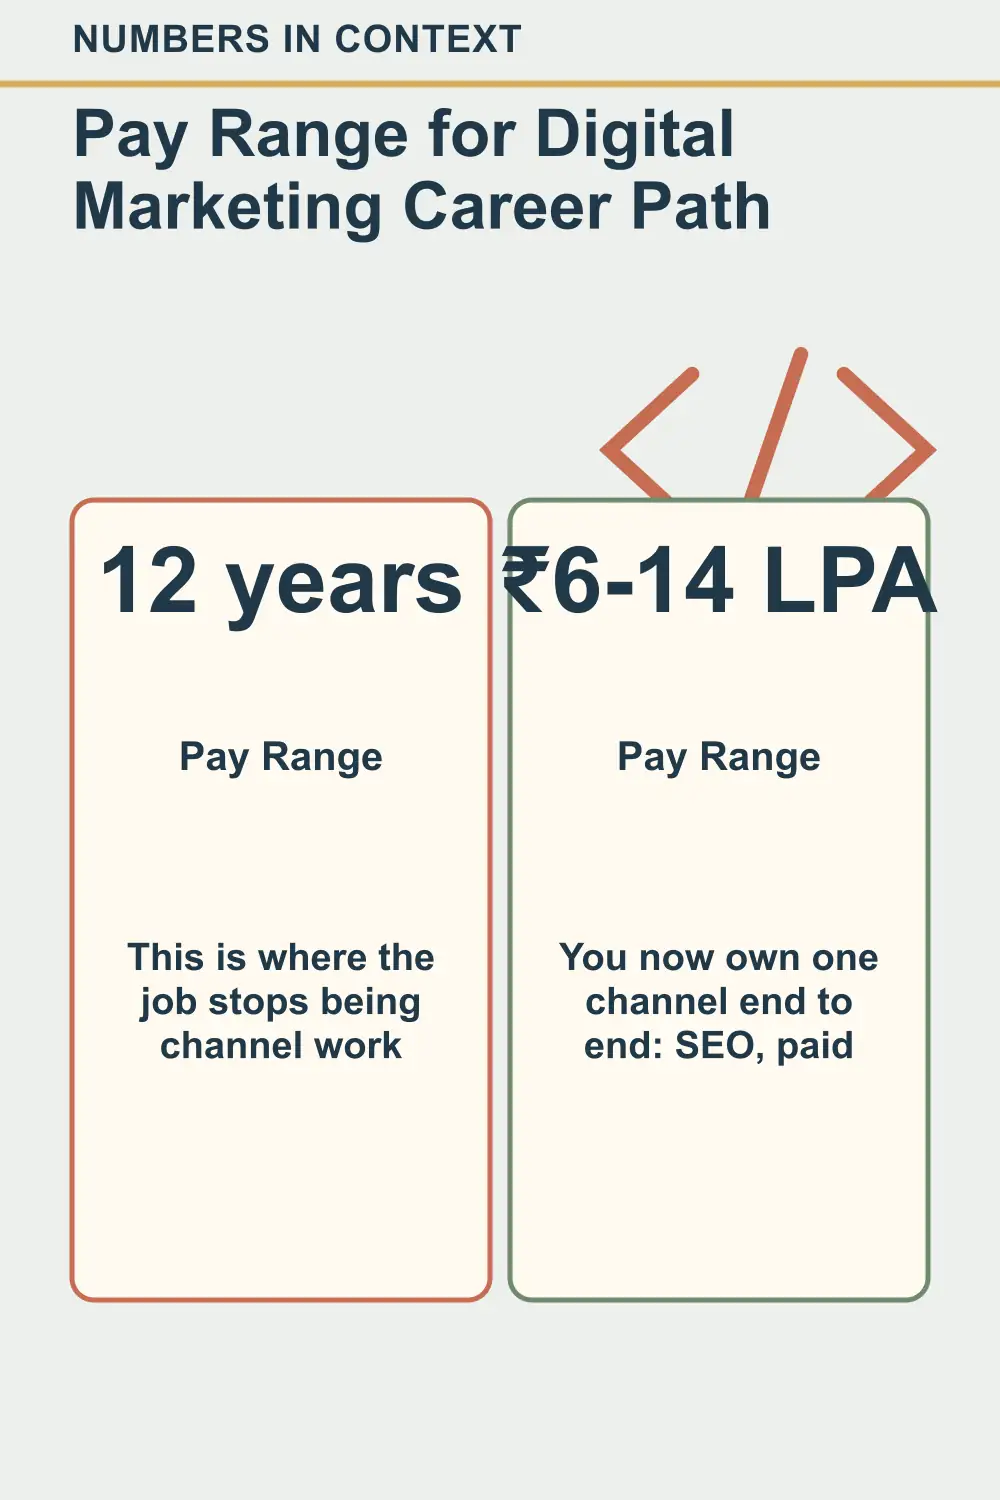 NUMBERS IN CONTEXT
Pay Range for Digital
Marketing Career Path
12 years
Pay Range
This is where the
job stops being
channel work
₹6-14 LPA
Pay Range
You now own one
channel end to
end: SEO, paid